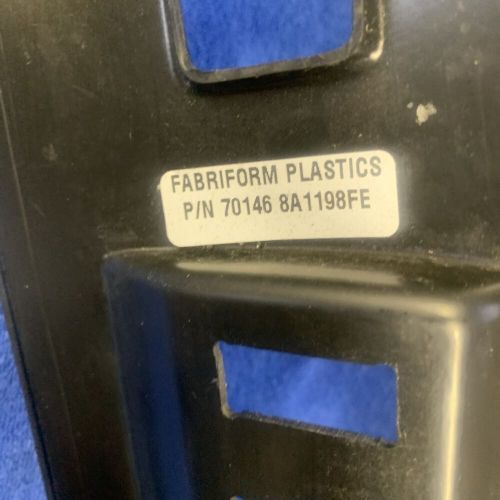 FABRIFORM PLASTICS
P/N 70146 8A1198FE